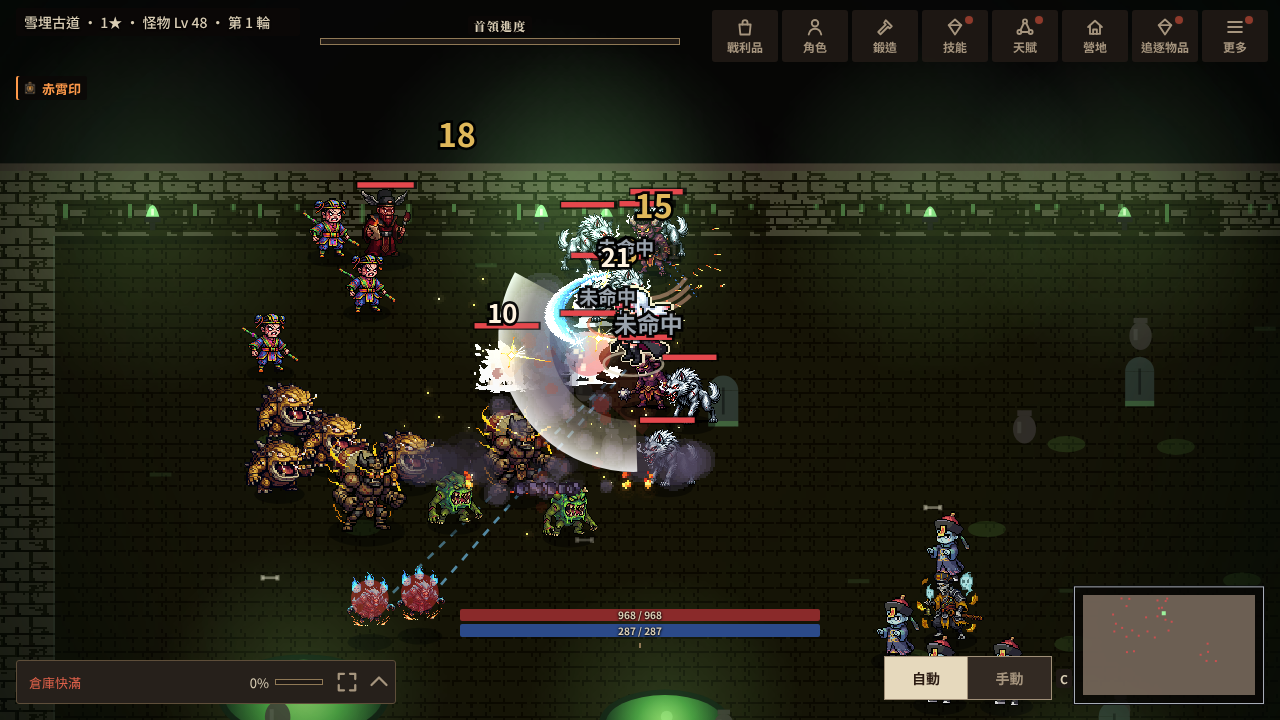 雪埋古道 • 1★ • 怪物 Lv 48 • 第 1 輪
首領進度
戰利品
角色
鍛造
技能
天賦
營地
追逐物品
更多
赤霄印
18
15
未命中
21
未命中
10
未命中
968 / 968
287 / 287
倉庫快滿
0%
自動
手動
C